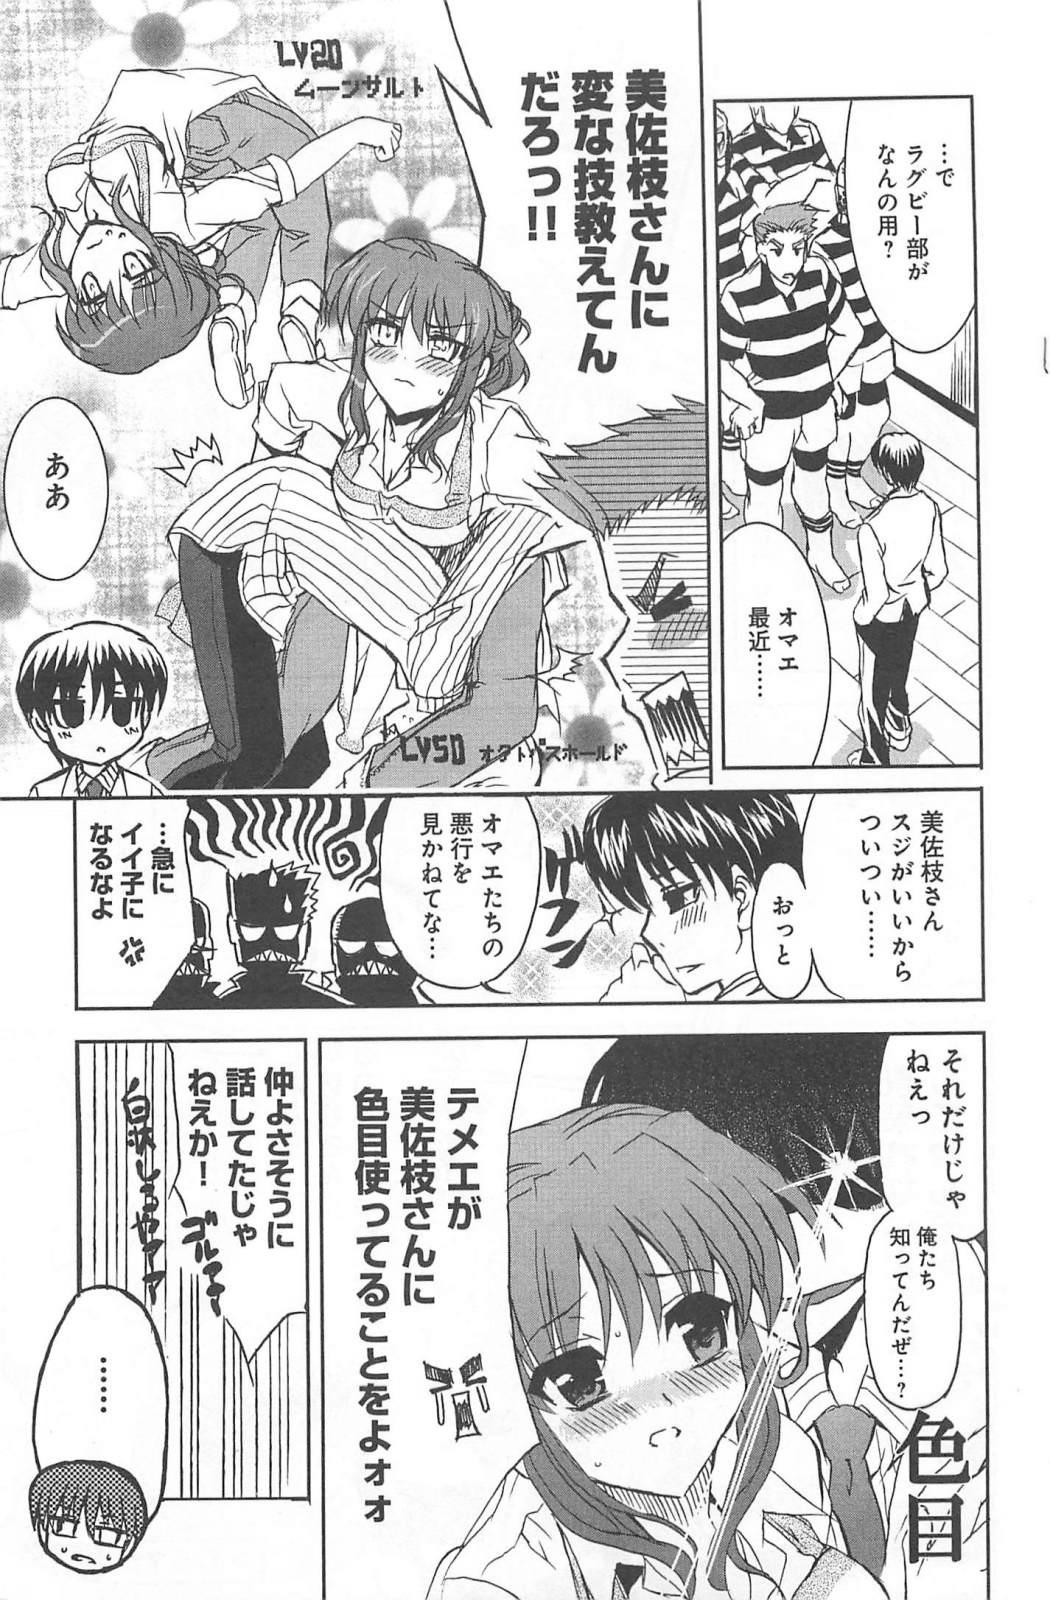 …で
ラグビー部が
なんの用?
オマエ
最近……
美佐枝さんに
変な技教えてん
だろっ!!
LV20
ムーンサルト
LV50 オクトパスホールド
ああ
美佐枝さん
スジがいいから
ついつい……
おっと
オマエたちの
悪行を
見かねてな…
…急に
イイ子に
なるなよ
それだけじゃ
ねえっ
俺たち
知ってんだぜ…?
色目
テメエが
美佐枝さんに
色目使ってることをよォォ
仲よさそうに
話してたじゃ
ねえか!
ゴルァ
白状しろやァァ
……